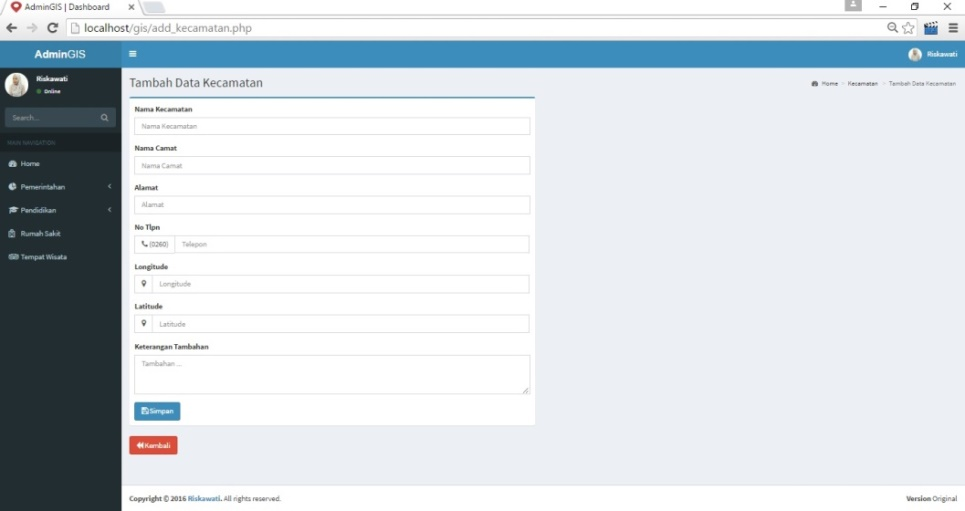 AdminGIS | Dashboard
localhost/gis/add_kecamatan.php
AdminGIS
Riskawati
Riskawati
Online
Search...
MAIN NAVIGATION
Home
Pemerintahan
Pendidikan
Rumah Sakit
Tempat Wisata
Tambah Data Kecamatan
Home > Kecamatan > Tambah Data Kecamatan
Nama Kecamatan
Nama Kecamatan
Nama Camat
Nama Camat
Alamat
Alamat
No Tlpn
(0260) Telepon
Longitude
Longitude
Latitude
Latitude
Keterangan Tambahan
Tambahan ...
Simpan
Kembali
Copyright © 2016 Riskawati. All rights reserved.
Version Original